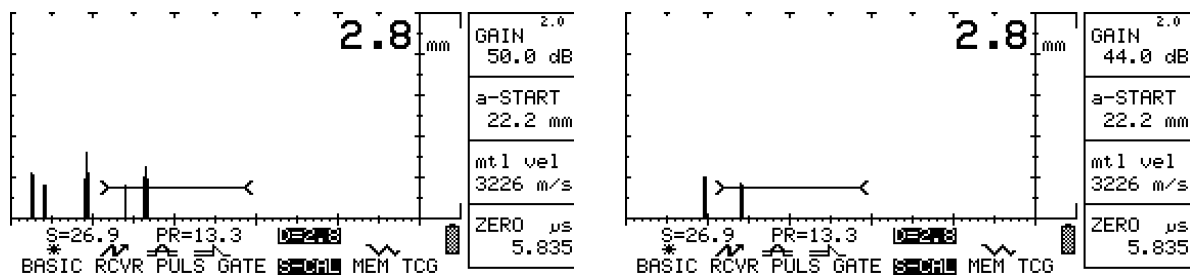 2.8 mm
GAIN 2.0
50.0 dB
a-START
22.2 mm
mtl vel
3226 m/s
ZERO µs
5.835
S=26.9 PR=13.3 D=2.8
BASIC RCVR PULS GATE S-CAL MEM TCG
2.8 mm
GAIN 2.0
44.0 dB
a-START
22.2 mm
mtl vel
3226 m/s
ZERO µs
5.835
S=26.9 PR=13.3 D=2.8
BASIC RCVR PULS GATE S-CAL MEM TCG